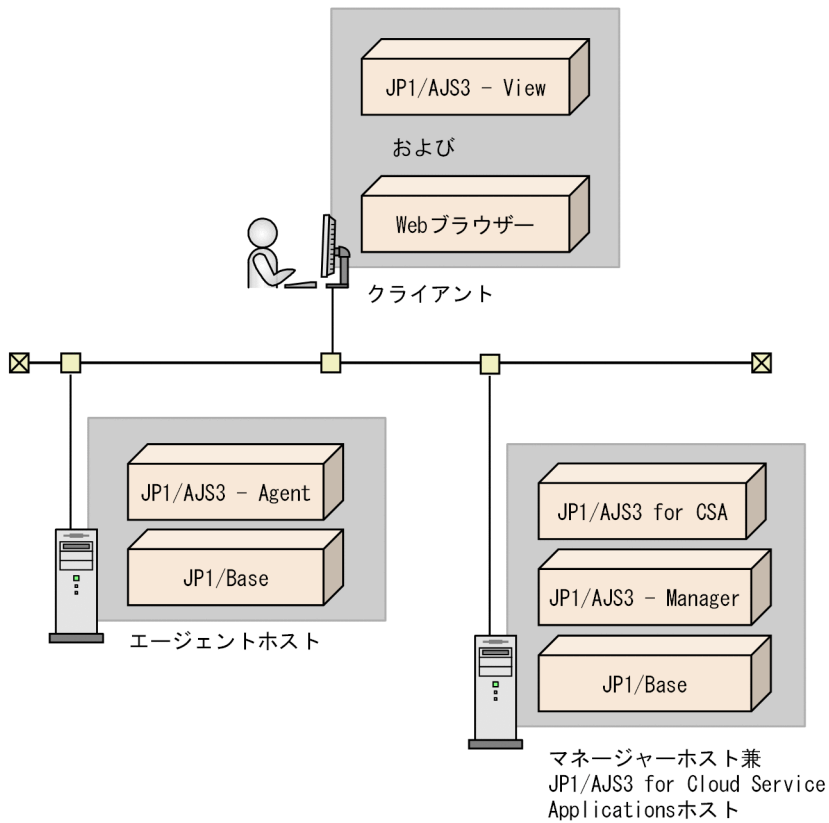 JP1/AJS3 - View
および
Webブラウザー
クライアント
JP1/AJS3 - Agent
JP1/Base
エージェントホスト
JP1/AJS3 for CSA
JP1/AJS3 - Manager
JP1/Base
マネージャーホスト兼
JP1/AJS3 for Cloud Service
Applicationsホスト